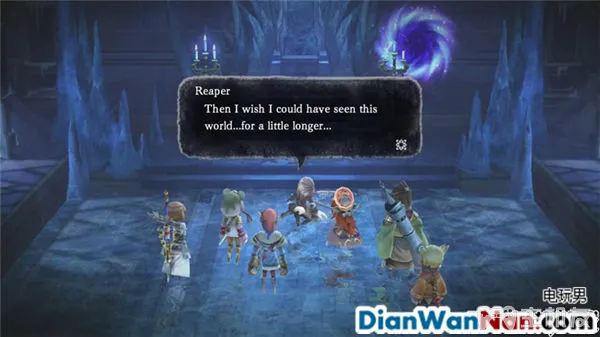 Reaper
Then I wish I could have seen this
world...for a little longer...
电玩男
DianWanNan.com